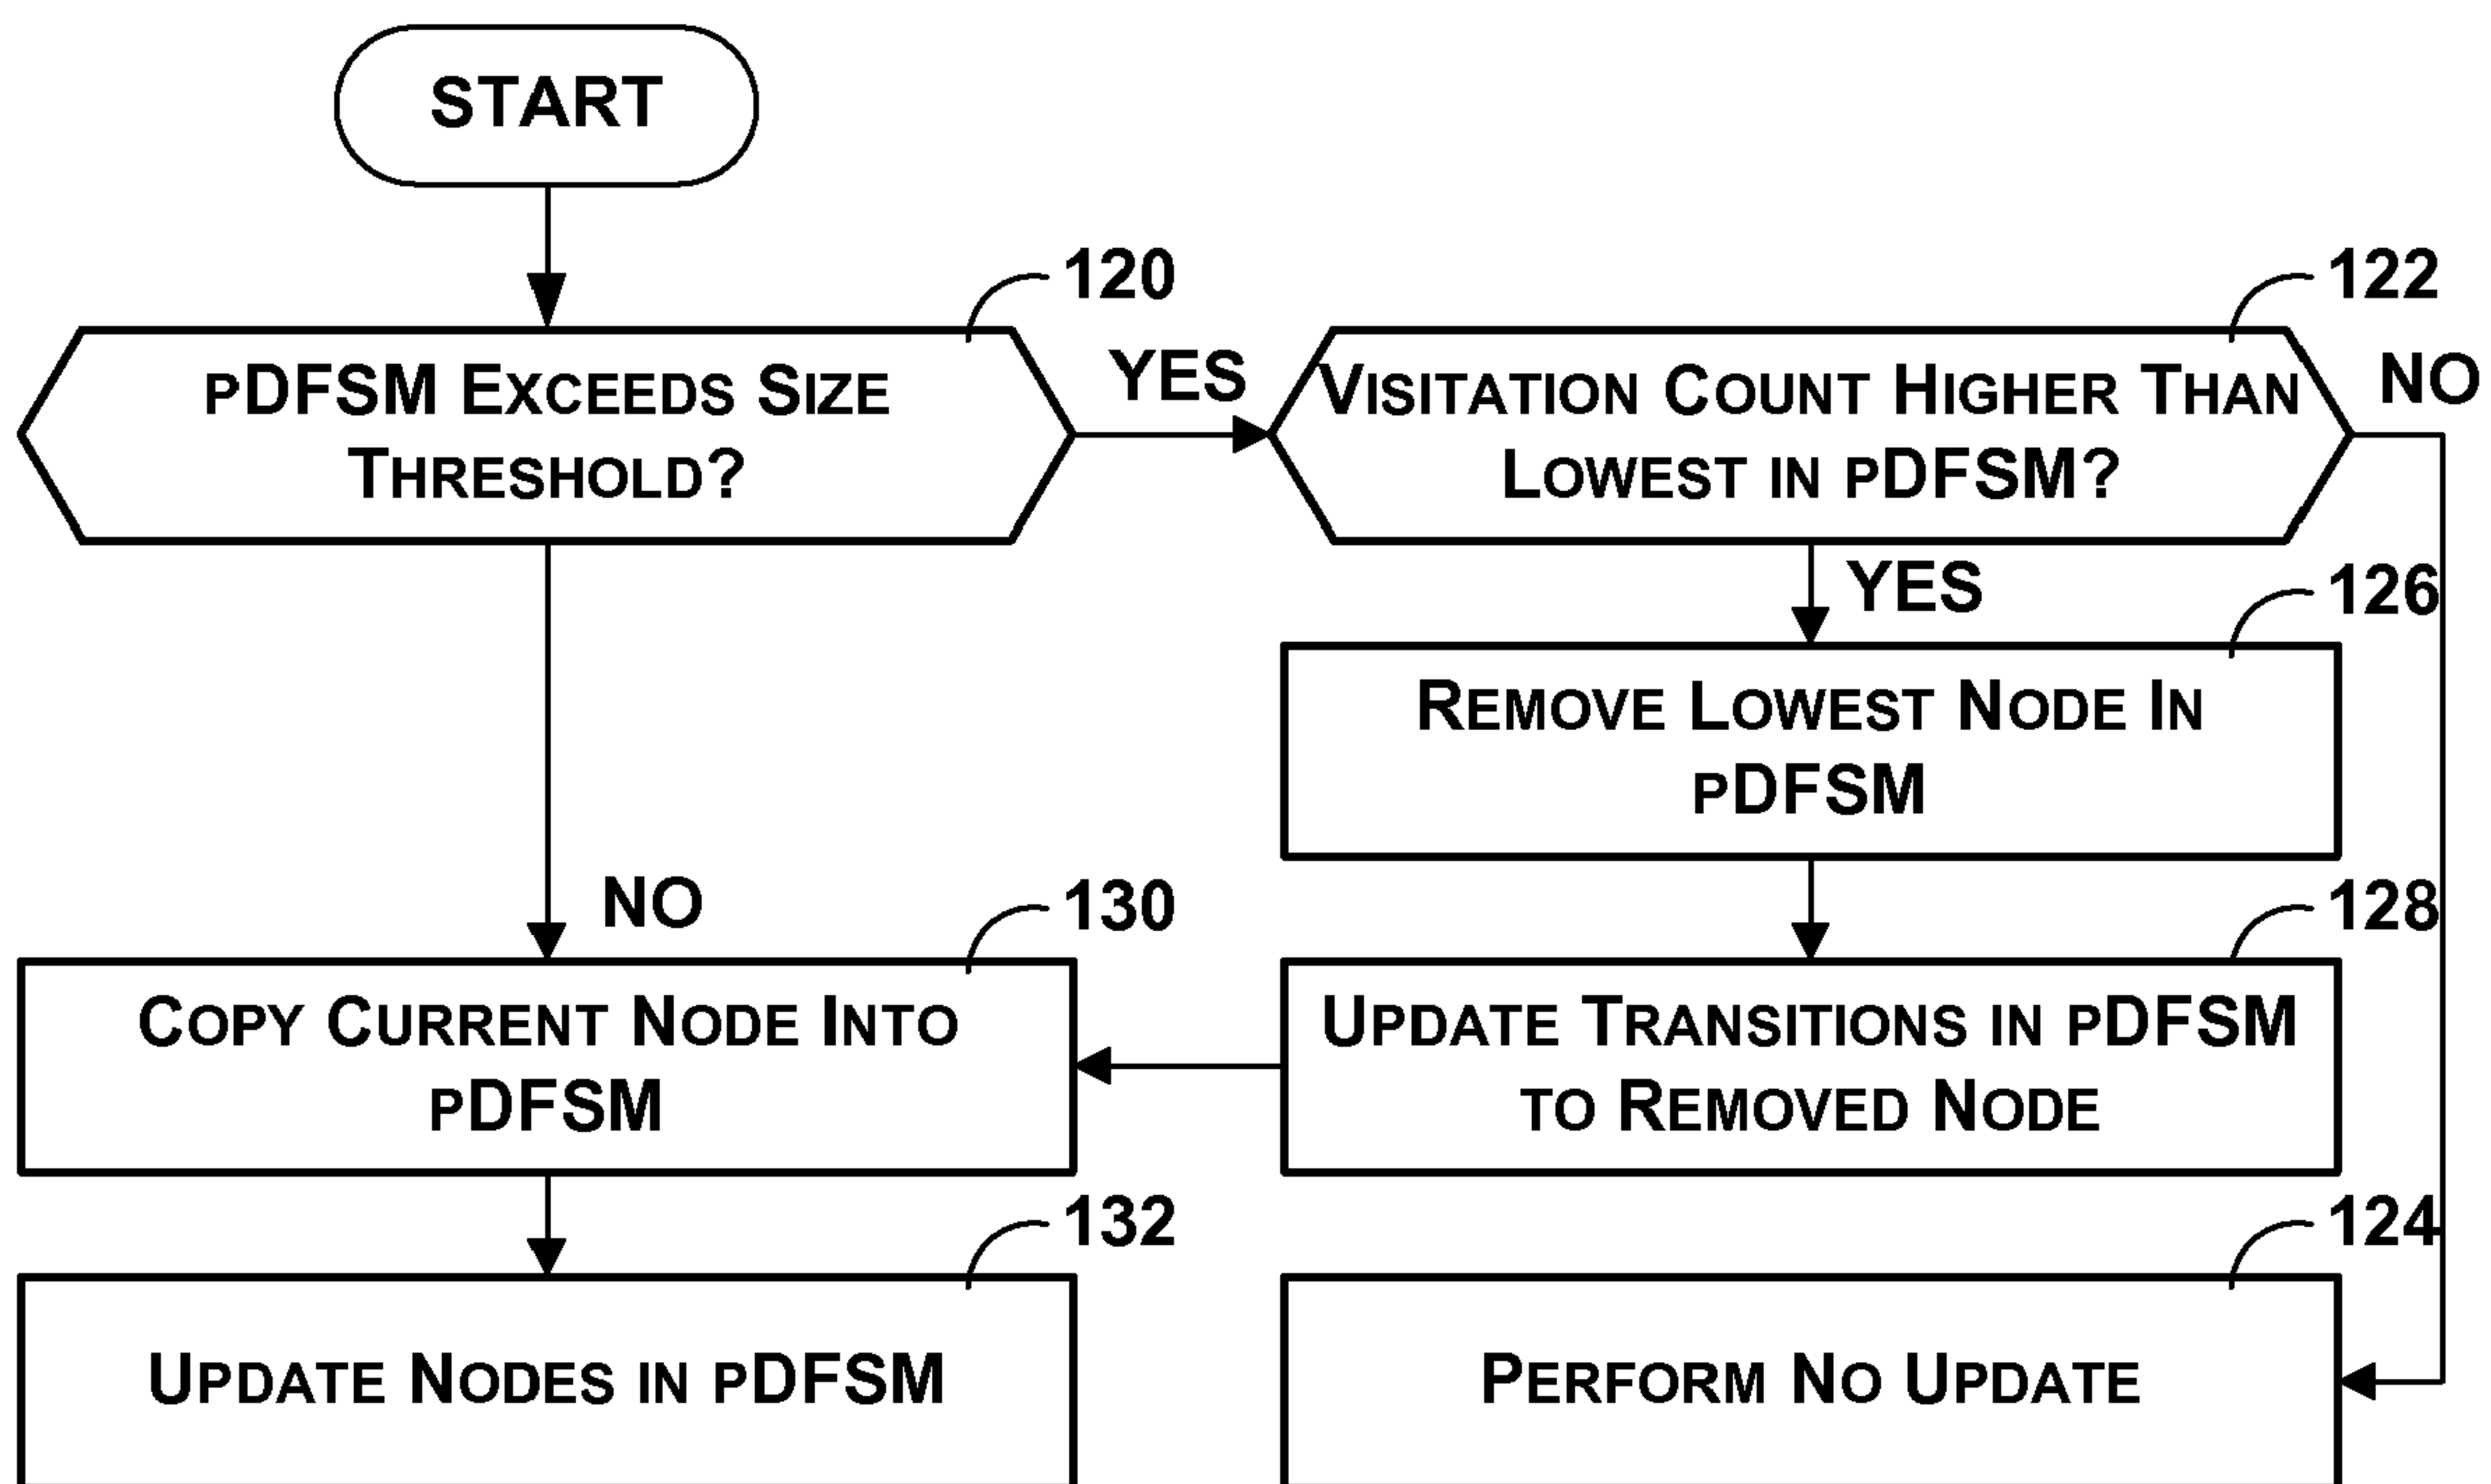 START
120
122
pDFSM Exceeds Size
Threshold?
YES
Visitation Count Higher Than
Lowest in pDFSM?
NO
YES
126
Remove Lowest Node In
pDFSM
NO
130
128
Copy Current Node Into
pDFSM
Update Transitions in pDFSM
to Removed Node
132
124
Update Nodes in pDFSM
Perform No Update